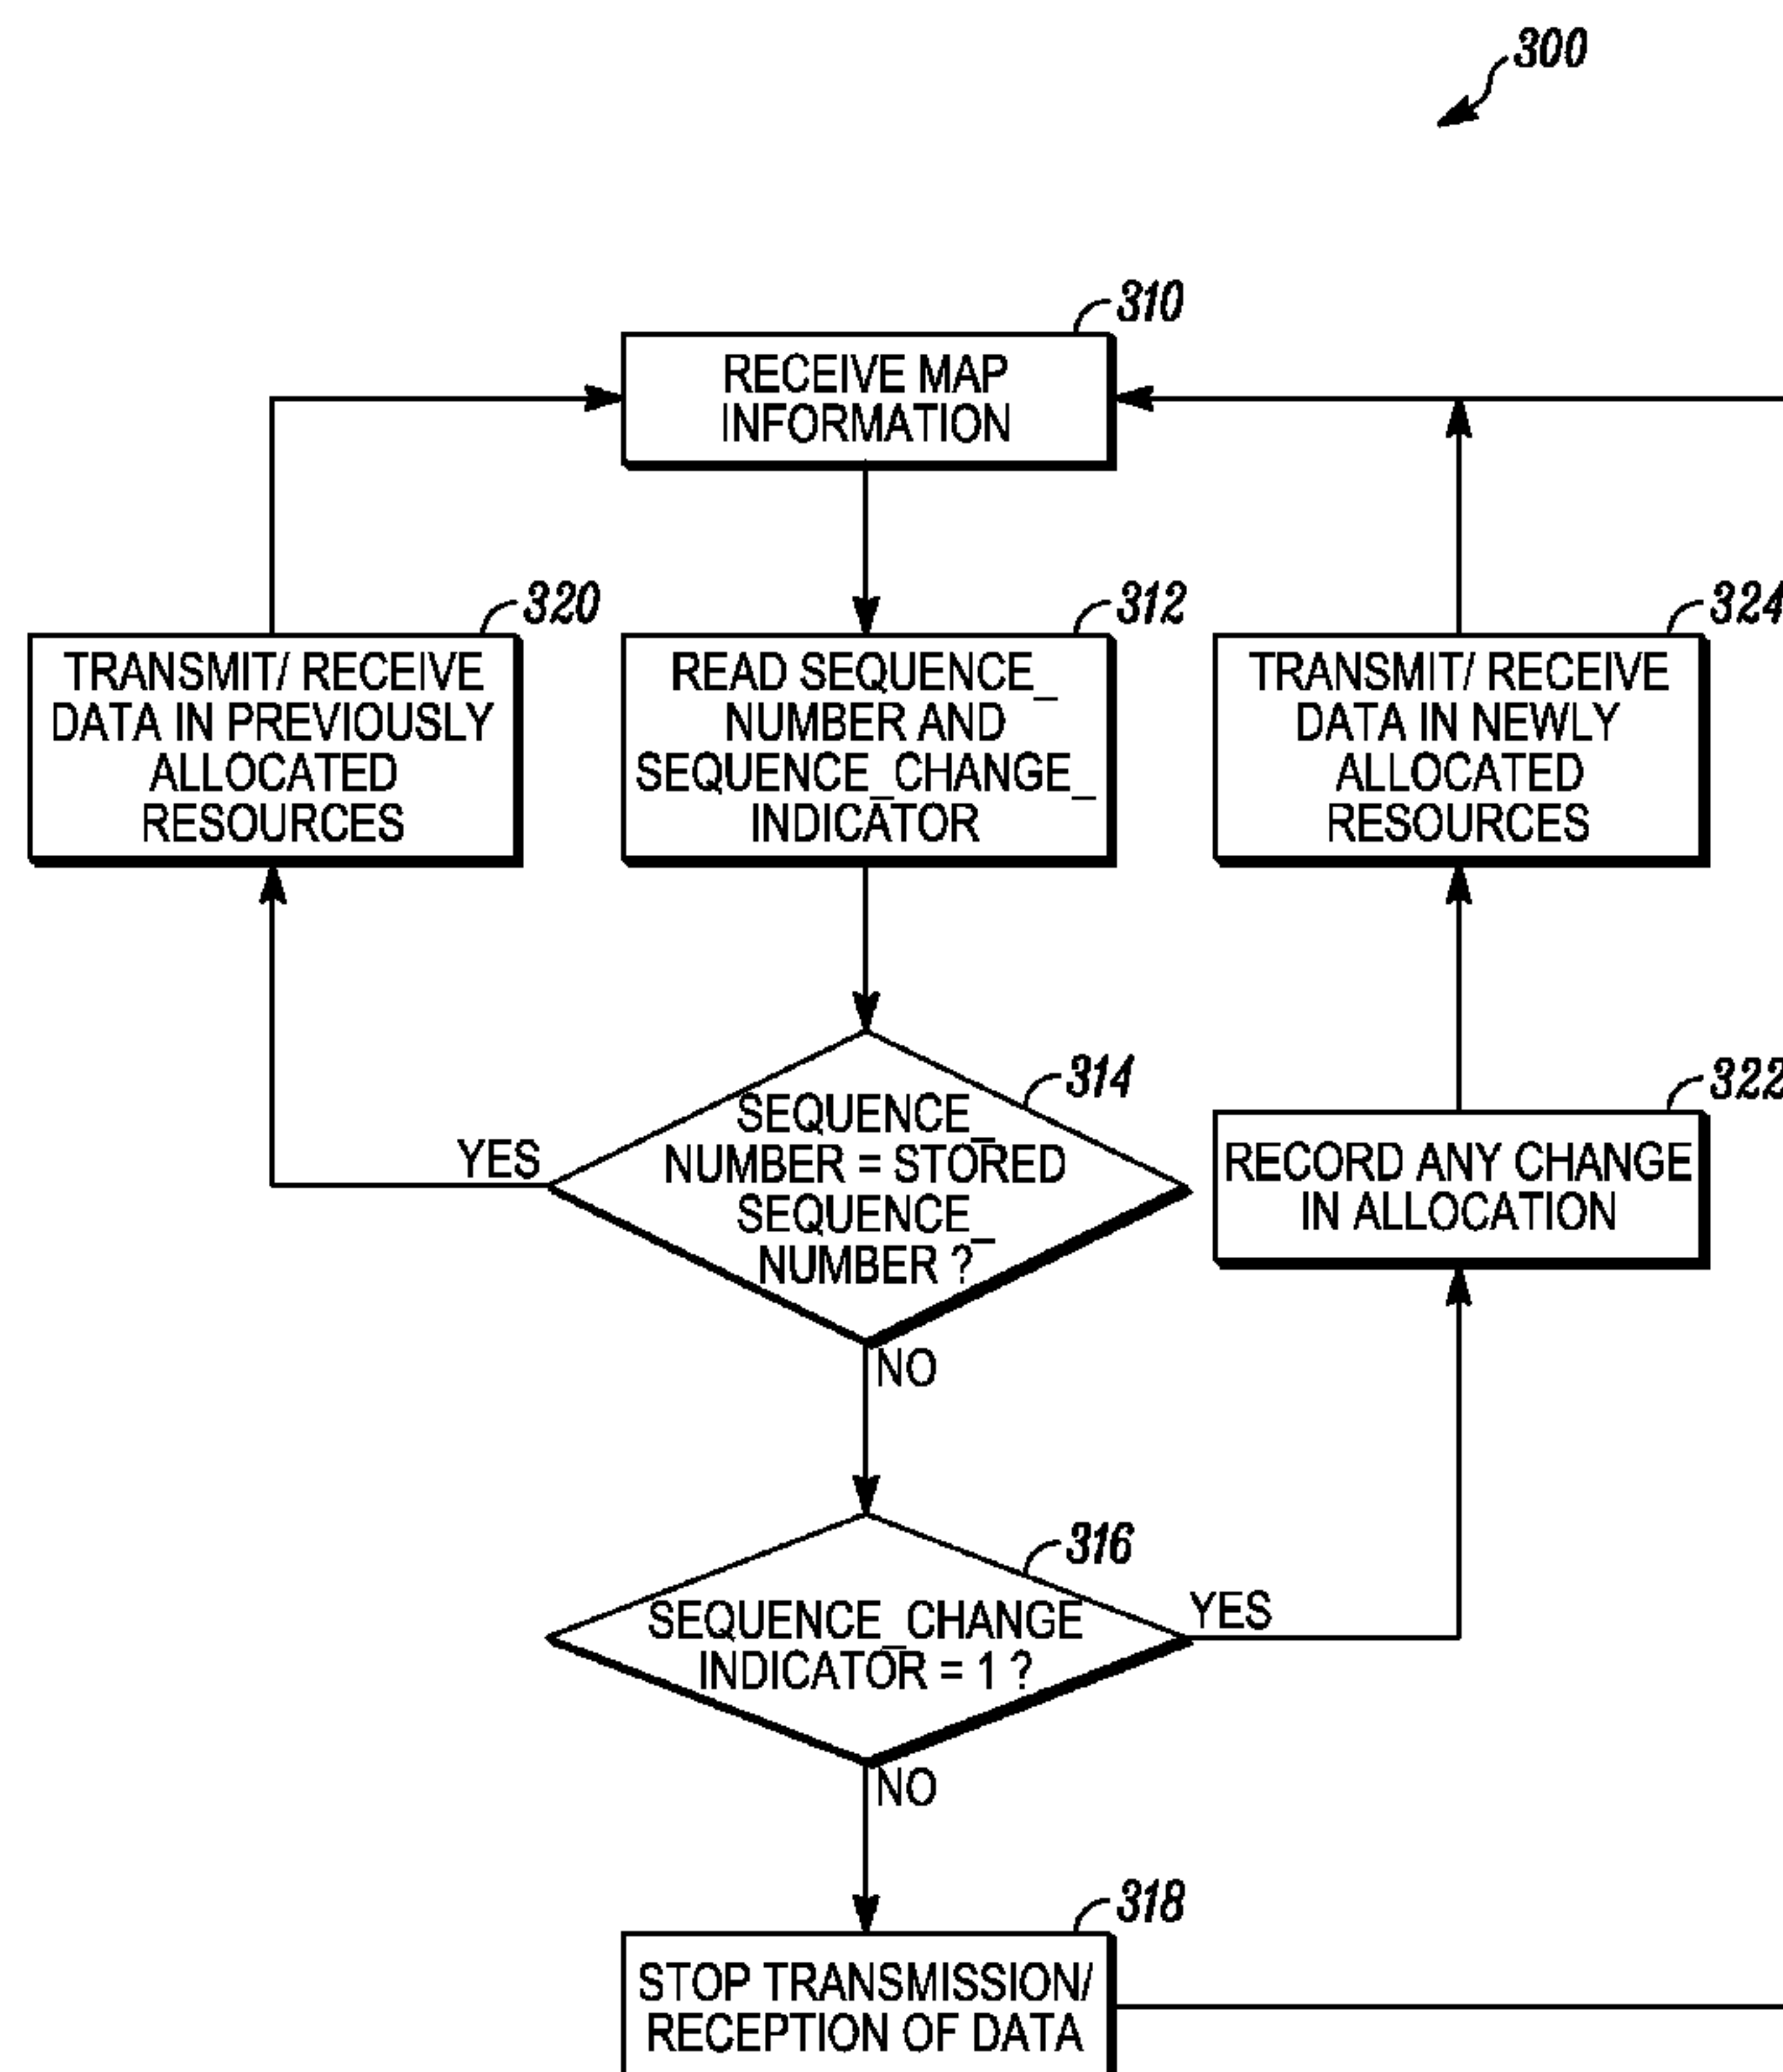 300
310
RECEIVE MAP
INFORMATION
320
TRANSMIT/ RECEIVE
DATA IN PREVIOUSLY
ALLOCATED
RESOURCES
312
READ SEQUENCE_
NUMBER AND
SEQUENCE_CHANGE_
INDICATOR
324
TRANSMIT/ RECEIVE
DATA IN NEWLY
ALLOCATED
RESOURCES
314
SEQUENCE_
NUMBER = STORED
SEQUENCE_
NUMBER ?
YES
NO
322
RECORD ANY CHANGE
IN ALLOCATION
316
SEQUENCE_CHANGE
INDICATOR = 1 ?
YES
NO
318
STOP TRANSMISSION/
RECEPTION OF DATA